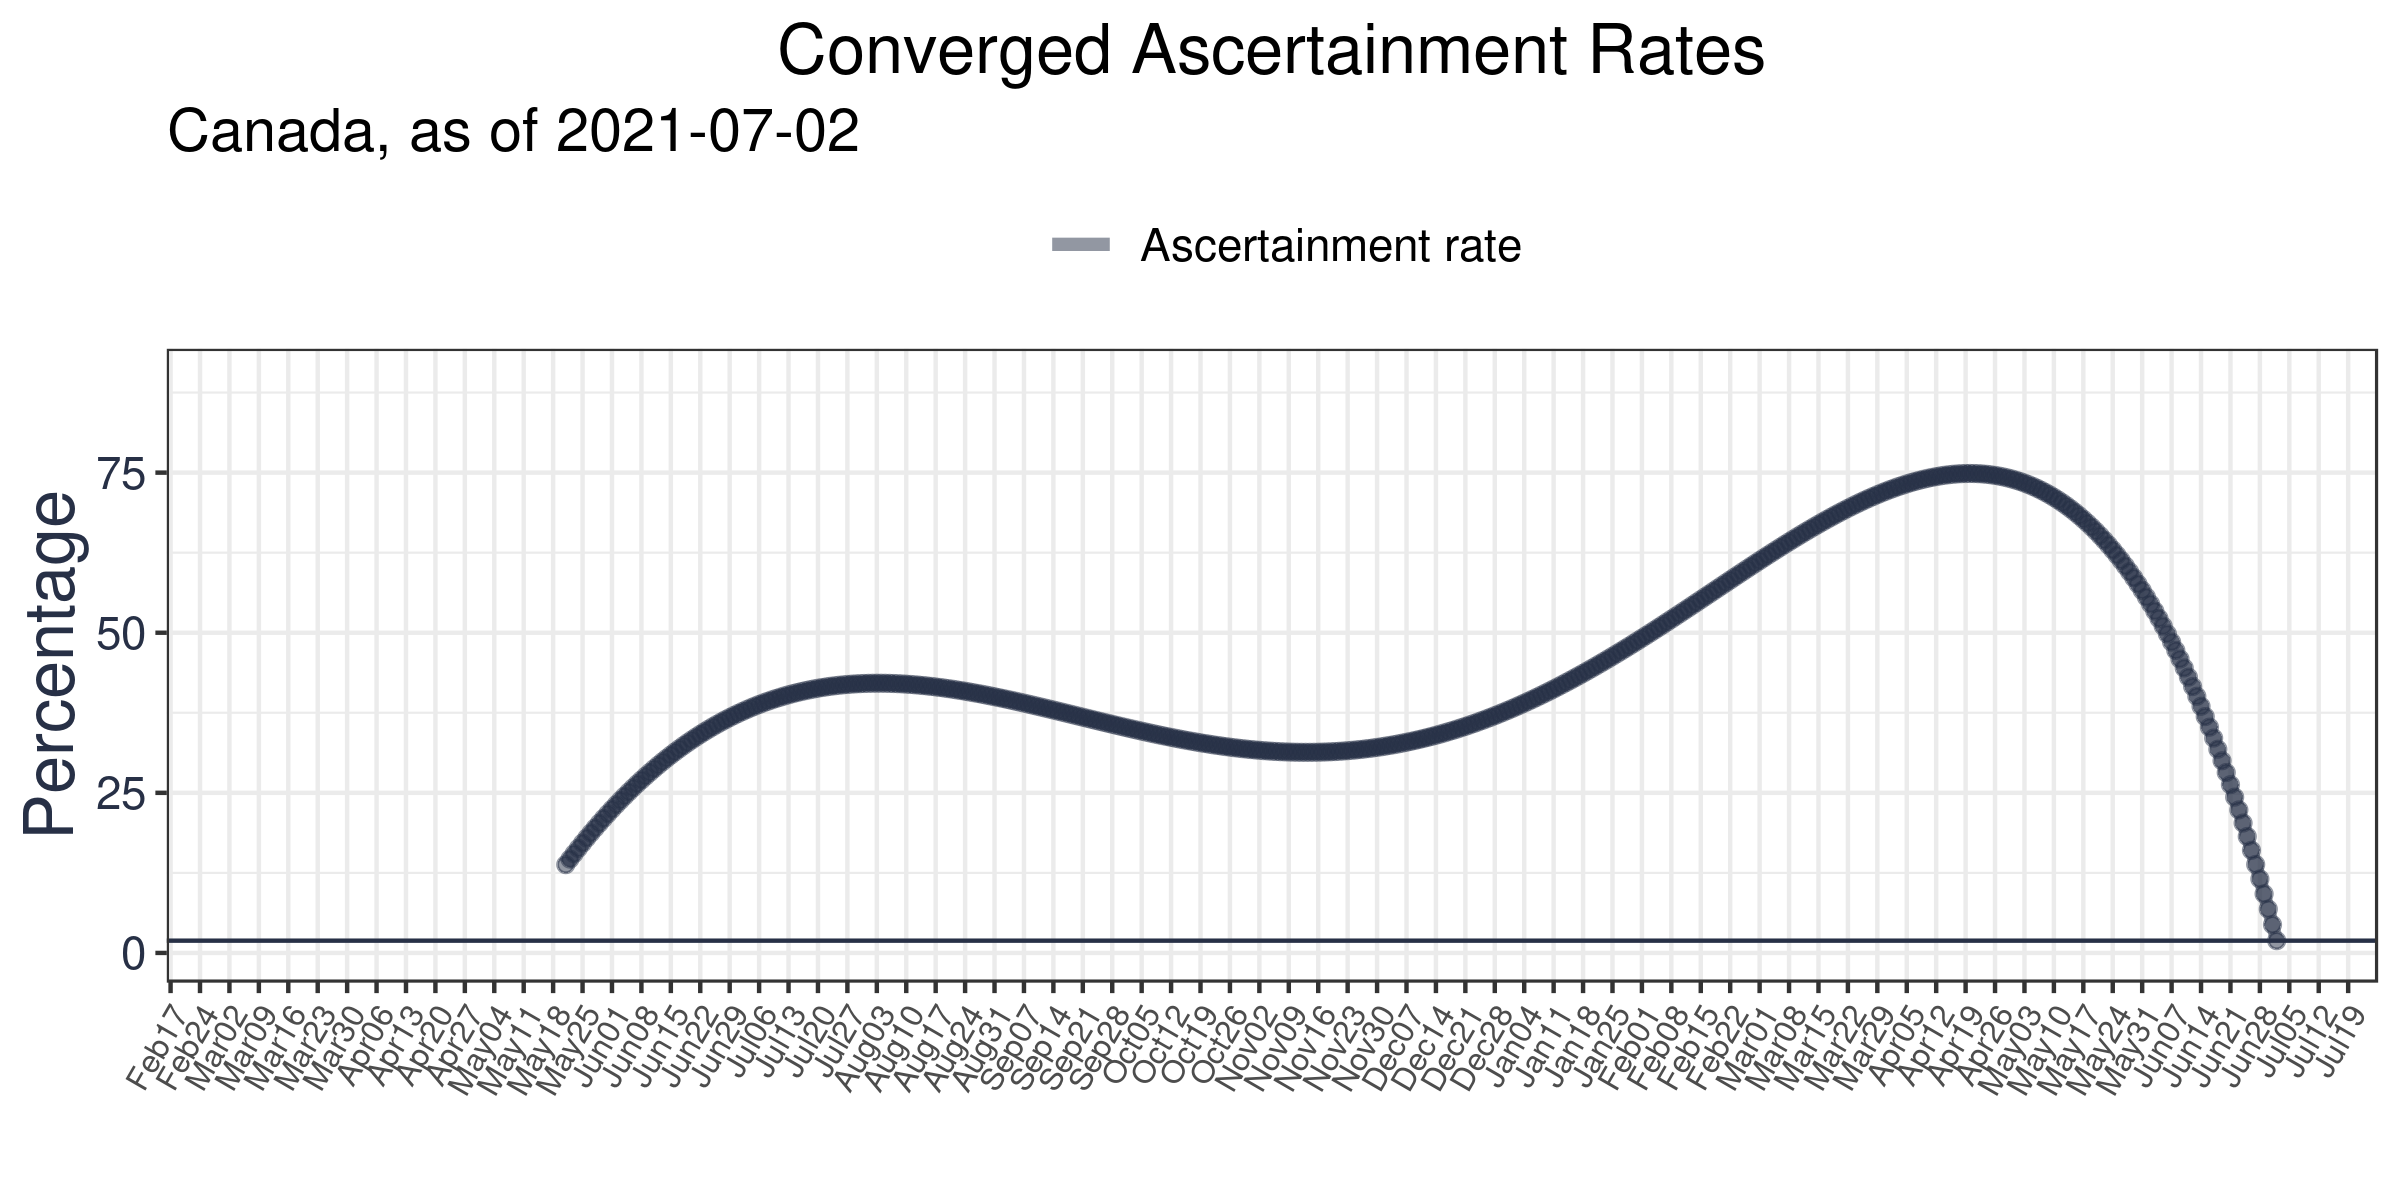 Converged Ascertainment Rates
Canada, as of 2021-07-02
Ascertainment rate
Percentage
75
50
25
0
Feb17 Feb24 Mar02 Mar09 Mar16 Mar23 Mar30 Apr06 Apr13 Apr20 Apr27 May04 May11 May18 May25 Jun01 Jun08 Jun15 Jun22 Jun29 Jul06 Jul13 Jul20 Jul27 Aug03 Aug10 Aug17 Aug24 Aug31 Sep07 Sep14 Sep21 Sep28 Oct05 Oct12 Oct19 Oct26 Nov02 Nov09 Nov16 Nov23 Nov30 Dec07 Dec14 Dec21 Dec28 Jan04 Jan11 Jan18 Jan25 Feb01 Feb08 Feb15 Feb22 Mar01 Mar08 Mar15 Mar22 Mar29 Apr05 Apr12 Apr19 Apr26 May03 May10 May17 May24 May31 Jun07 Jun14 Jun21 Jun28 Jul05 Jul12 Jul19